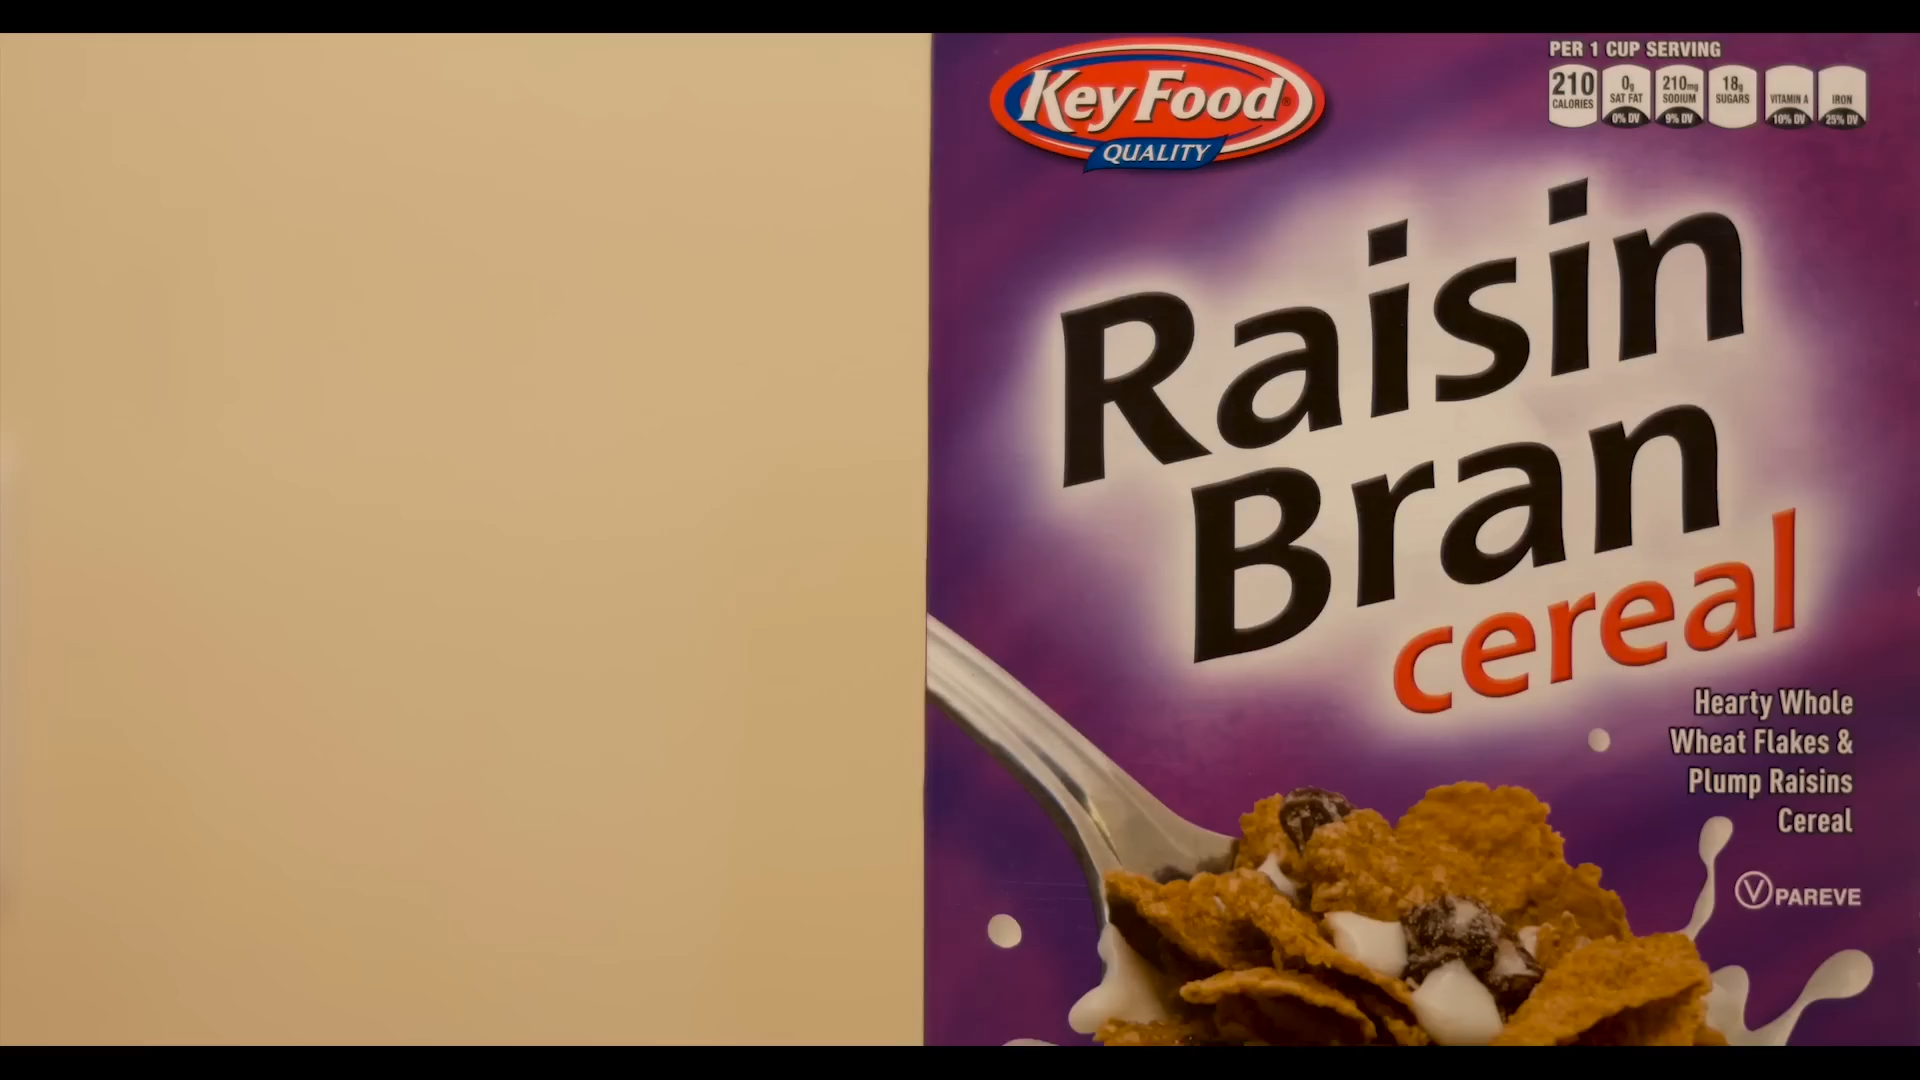 Key Food®
QUALITY
PER 1 CUP SERVING
210 CALORIES
0g SAT FAT 0% DV
210mg SODIUM 9% DV
18g SUGARS
VITAMIN A 10% DV
IRON 25% DV
Raisin
Bran
cereal
Hearty Whole
Wheat Flakes &
Plump Raisins
Cereal
V PAREVE